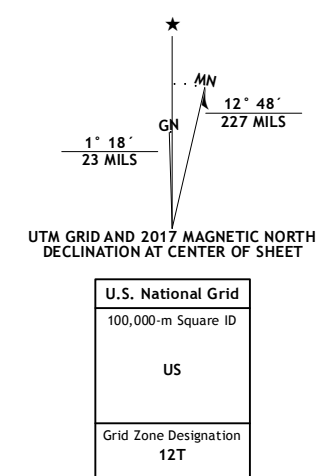 ★
MN
GN
12° 48´
227 MILS
1° 18´
23 MILS
UTM GRID AND 2017 MAGNETIC NORTH
DECLINATION AT CENTER OF SHEET
U.S. National Grid
100,000-m Square ID
US
Grid Zone Designation
12T